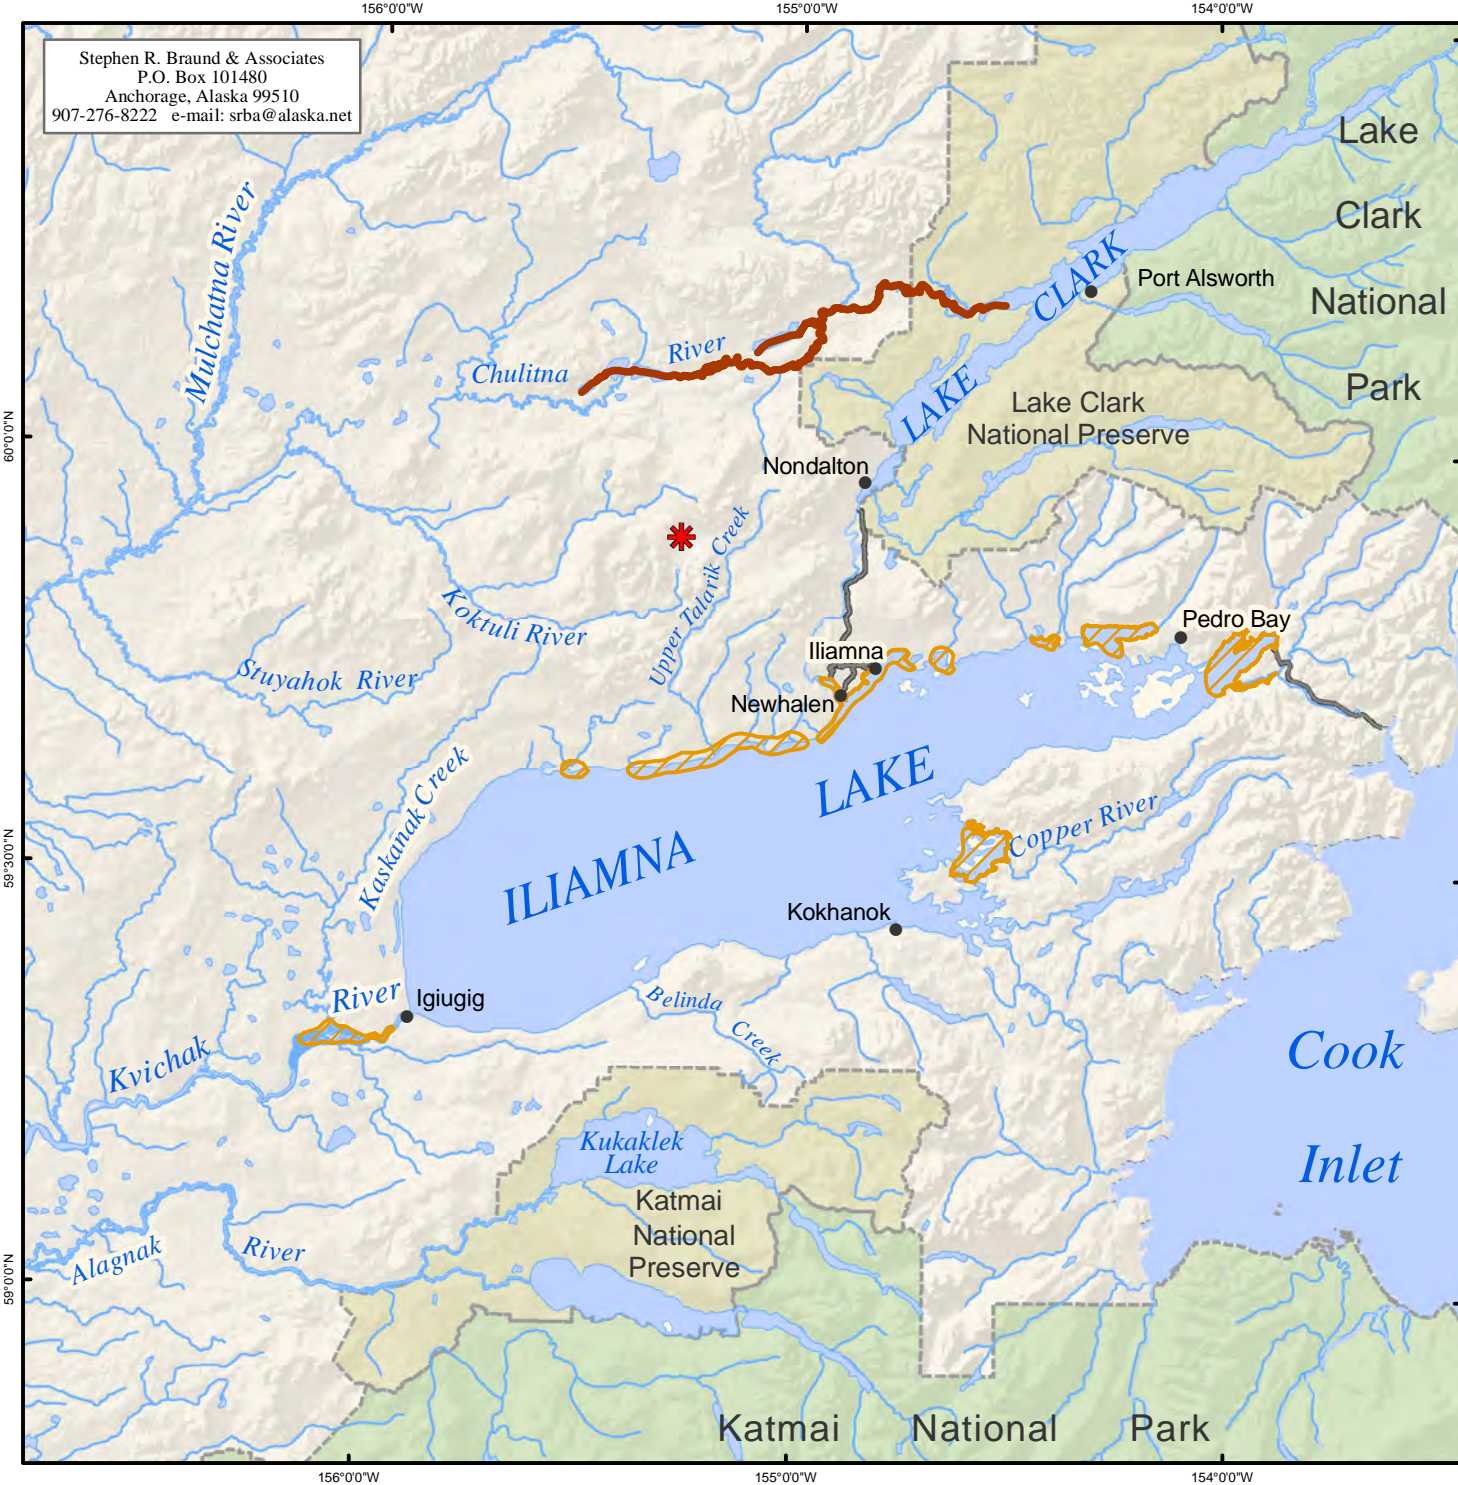 156°0'0"W
155°0'0"W
154°0'0"W
Stephen R. Braund & Associates
P.O. Box 101480
Anchorage, Alaska 99510
907-276-8222 e-mail: srba@alaska.net
Lake
Clark
National
Park
Mulchatna River
Port Alsworth
LAKE CLARK
Chulitna River
Lake Clark
National Preserve
60°0'0"N
Nondalton
Upper Talarik Creek
Koktuli River
Stuyahok River
Pedro Bay
Iliamna
Newhalen
Kaskanak Creek
ILIAMNA LAKE
Copper River
59°30'0"N
Kokhanok
Igiugig
Kvichak River
Belinda Creek
Cook
Inlet
Kukaklek
Lake
Katmai
National
Preserve
Alagnak River
59°0'0"N
Katmai National Park
156°0'0"W
155°0'0"W
154°0'0"W